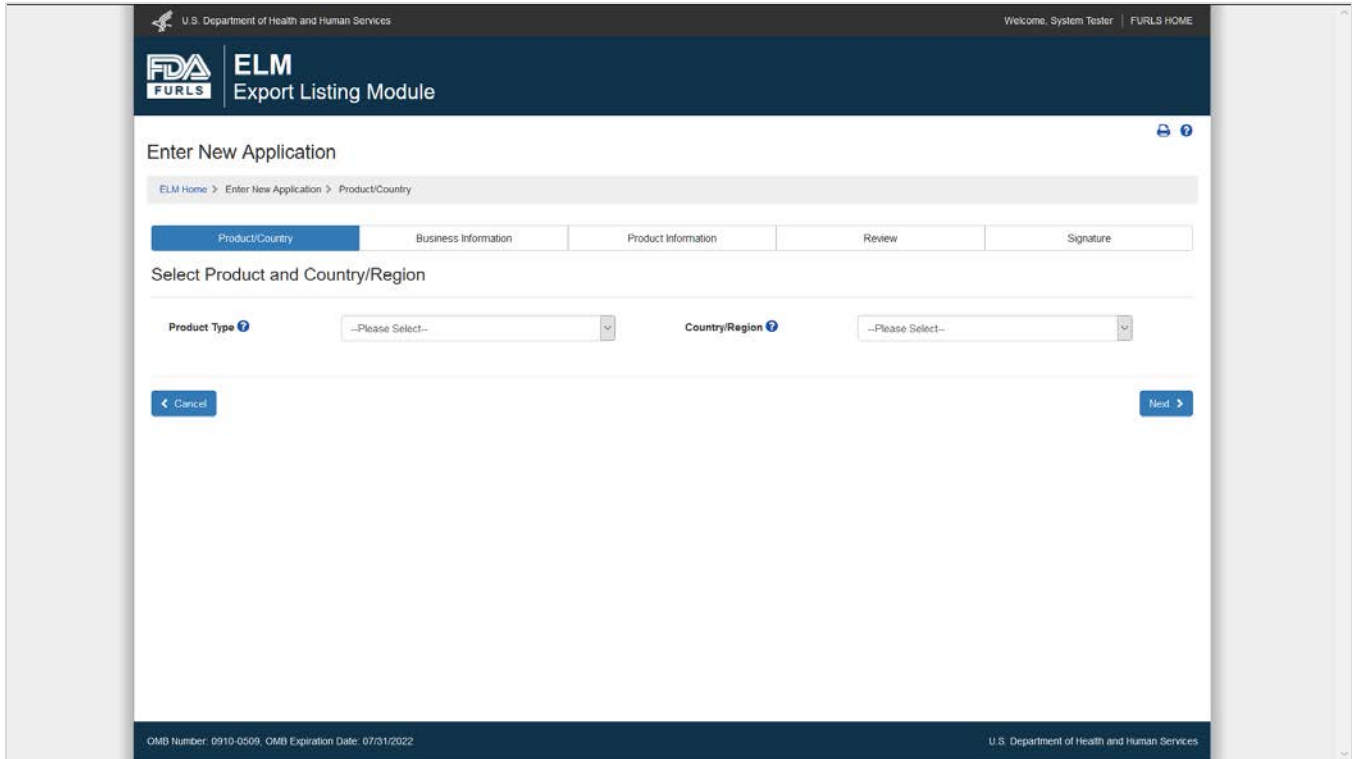 U.S. Department of Health and Human Services
Welcome, System Tester | FURLS HOME
FDA
FURLS
ELM
Export Listing Module
Enter New Application
ELM Home > Enter New Application > Product/Country
Product/Country
Business Information
Product Information
Review
Signature
Select Product and Country/Region
Product Type ?
--Please Select--
Country/Region ?
--Please Select--
Cancel
Next
OMB Number: 0910-0509, OMB Expiration Date: 07/31/2022
U.S. Department of Health and Human Services